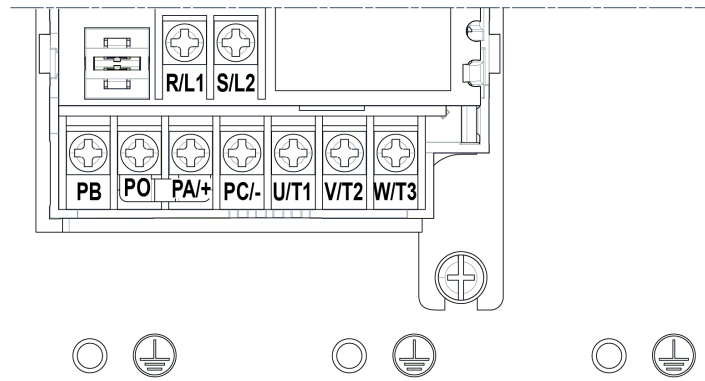 R/L1 S/L2
PB PO PA/+ PC/- U/T1 V/T2 W/T3